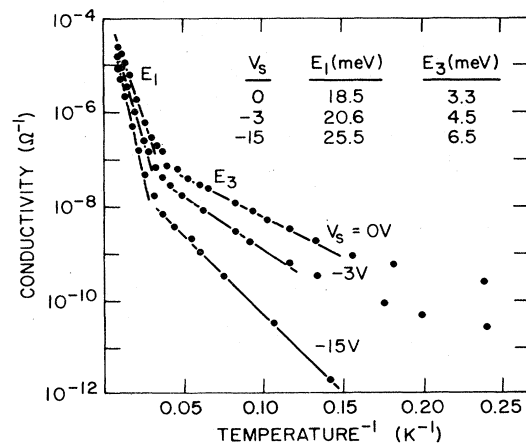 10⁻⁴
E₁
V_S E₁(meV) E₃(meV)
0 18.5 3.3
-3 20.6 4.5
-15 25.5 6.5
10⁻⁶
CONDUCTIVITY (Ω⁻¹)
E₃
10⁻⁸
V_S = 0V
-3V
10⁻¹⁰
-15V
10⁻¹²
0.05 0.10 0.15 0.20 0.25
TEMPERATURE⁻¹ (K⁻¹)